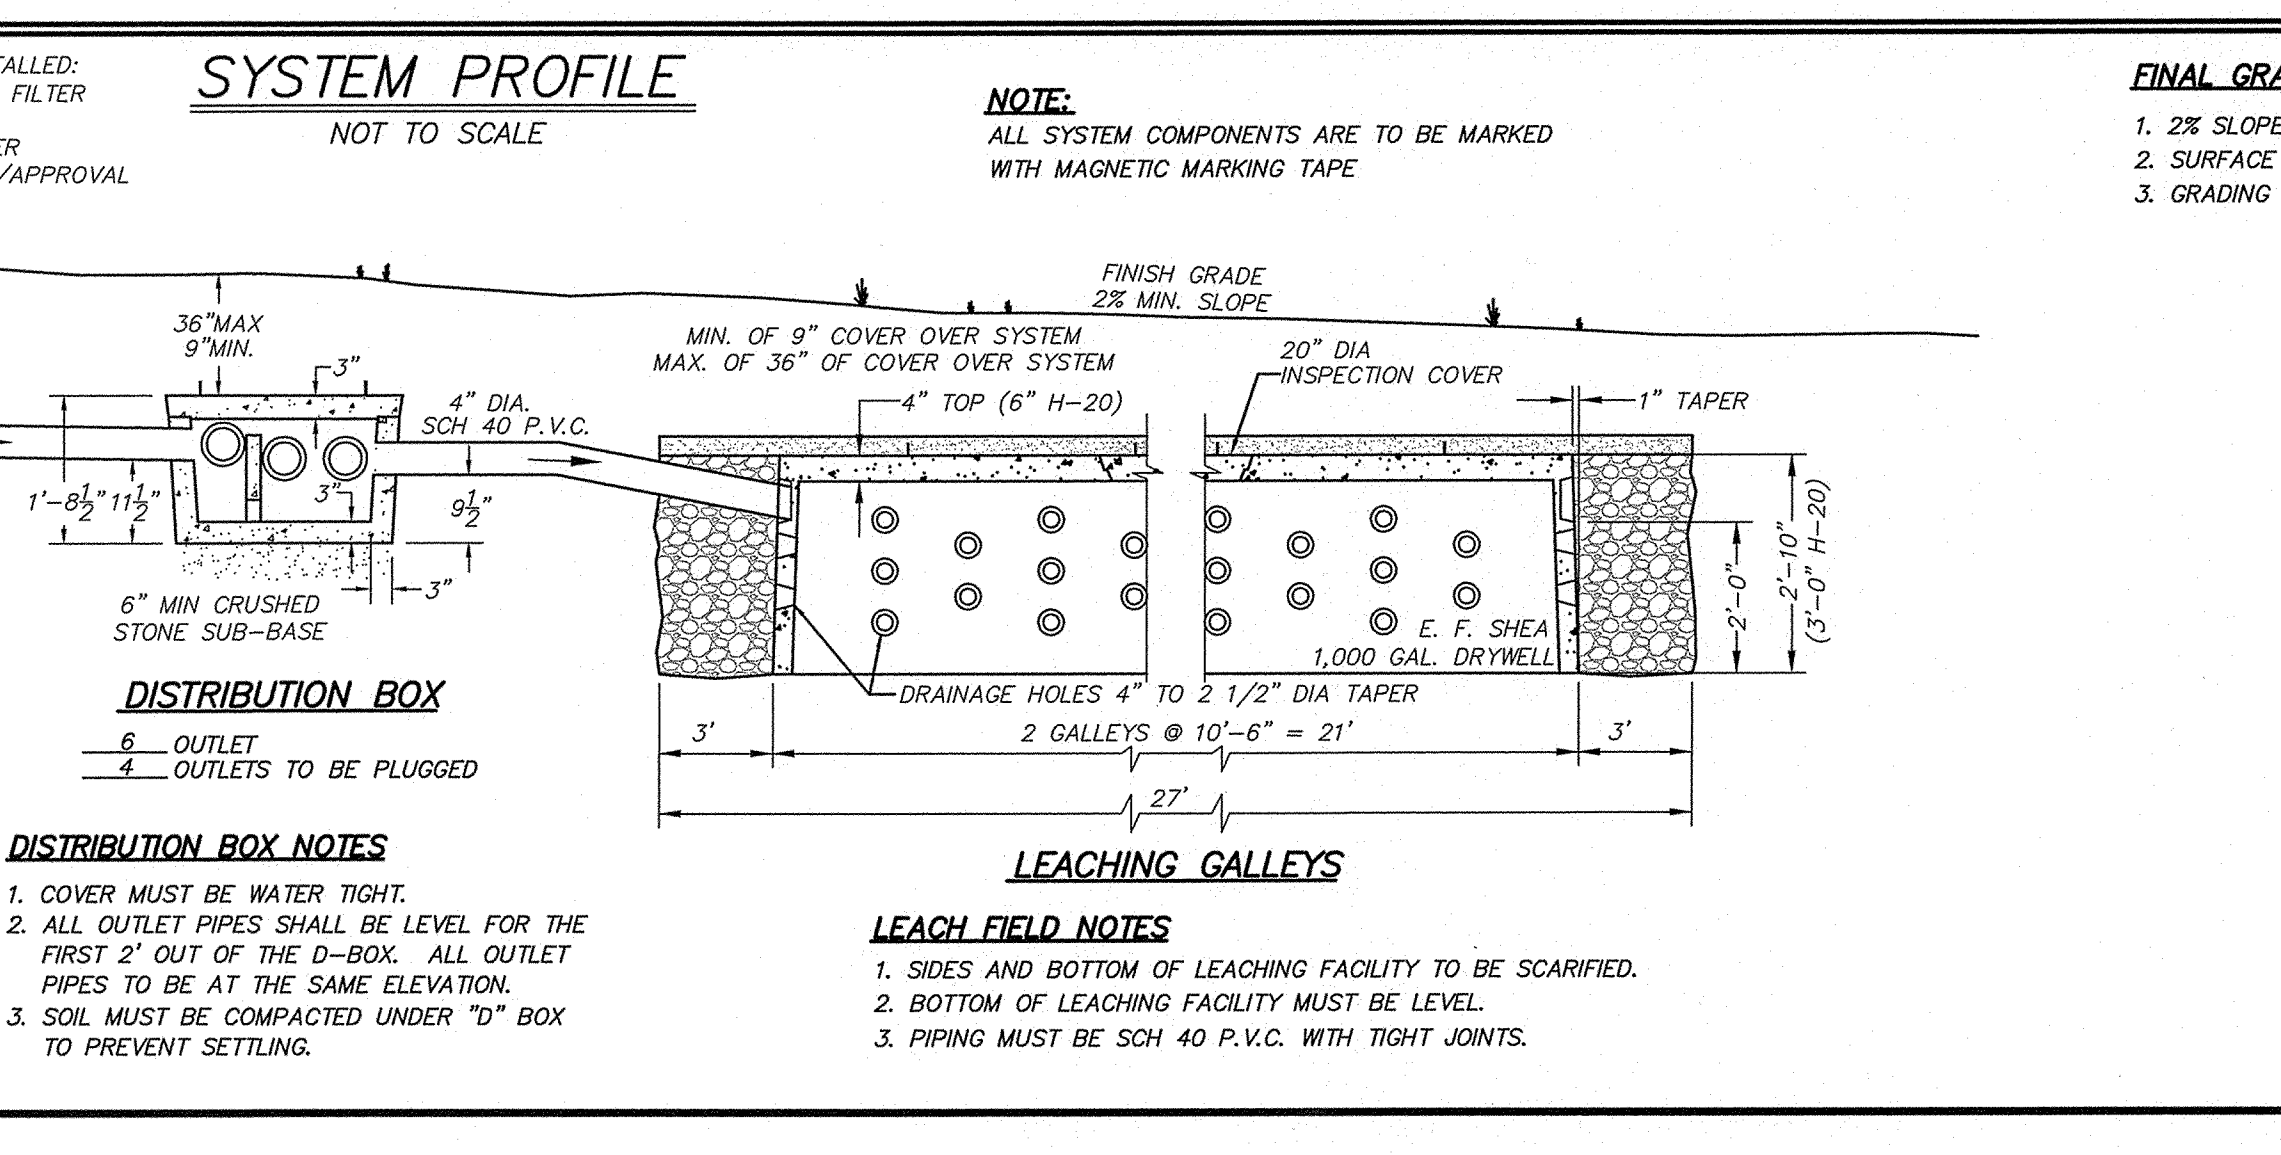 TALLED:
FILTER
ER
/APPROVAL
SYSTEM PROFILE
NOT TO SCALE
NOTE:
ALL SYSTEM COMPONENTS ARE TO BE MARKED
WITH MAGNETIC MARKING TAPE
FINAL GRA
1. 2% SLOPE
2. SURFACE
3. GRADING
FINISH GRADE
2% MIN. SLOPE
36"MAX
9"MIN.
3"
MIN. OF 9" COVER OVER SYSTEM
MAX. OF 36" OF COVER OVER SYSTEM
20" DIA
INSPECTION COVER
4" DIA.
SCH 40 P.V.C.
4" TOP (6" H-20)
1" TAPER
1'-8 1/2"
11 1/2"
3"
9 1/2"
3"
6" MIN CRUSHED
STONE SUB-BASE
2'-0"
2'-10"
(3'-0" H-20)
E. F. SHEA
1,000 GAL. DRYWELL
DRAINAGE HOLES 4" TO 2 1/2" DIA TAPER
3'
2 GALLEYS @ 10'-6" = 21'
3'
27'
DISTRIBUTION BOX
6 OUTLET
4 OUTLETS TO BE PLUGGED
DISTRIBUTION BOX NOTES
1. COVER MUST BE WATER TIGHT.
2. ALL OUTLET PIPES SHALL BE LEVEL FOR THE
FIRST 2' OUT OF THE D-BOX. ALL OUTLET
PIPES TO BE AT THE SAME ELEVATION.
3. SOIL MUST BE COMPACTED UNDER "D" BOX
TO PREVENT SETTLING.
LEACHING GALLEYS
LEACH FIELD NOTES
1. SIDES AND BOTTOM OF LEACHING FACILITY TO BE SCARIFIED.
2. BOTTOM OF LEACHING FACILITY MUST BE LEVEL.
3. PIPING MUST BE SCH 40 P.V.C. WITH TIGHT JOINTS.